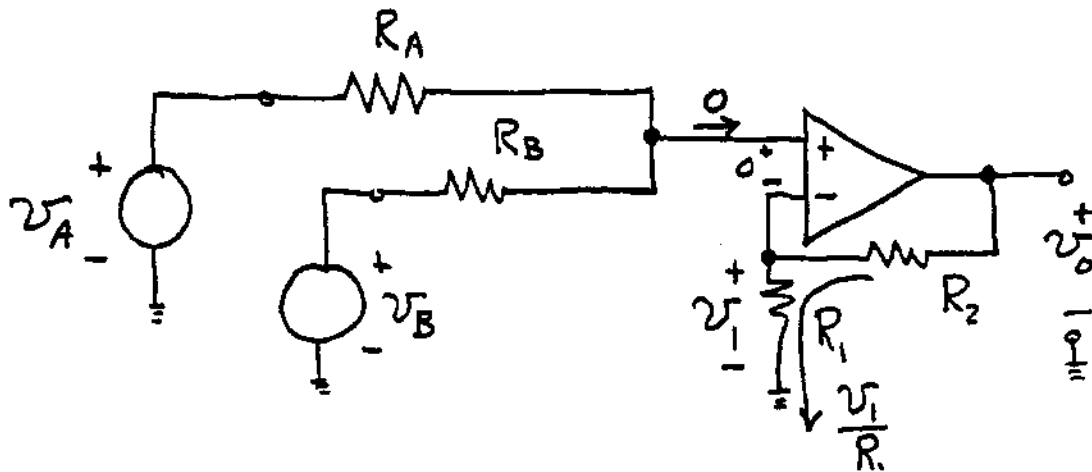 R_A
0
R_B
+
+
0
+
-
-
v_A
-
+
v_B
-
+
v_1
-
R_1
R_2
+
v_o
-
v_1
R_1